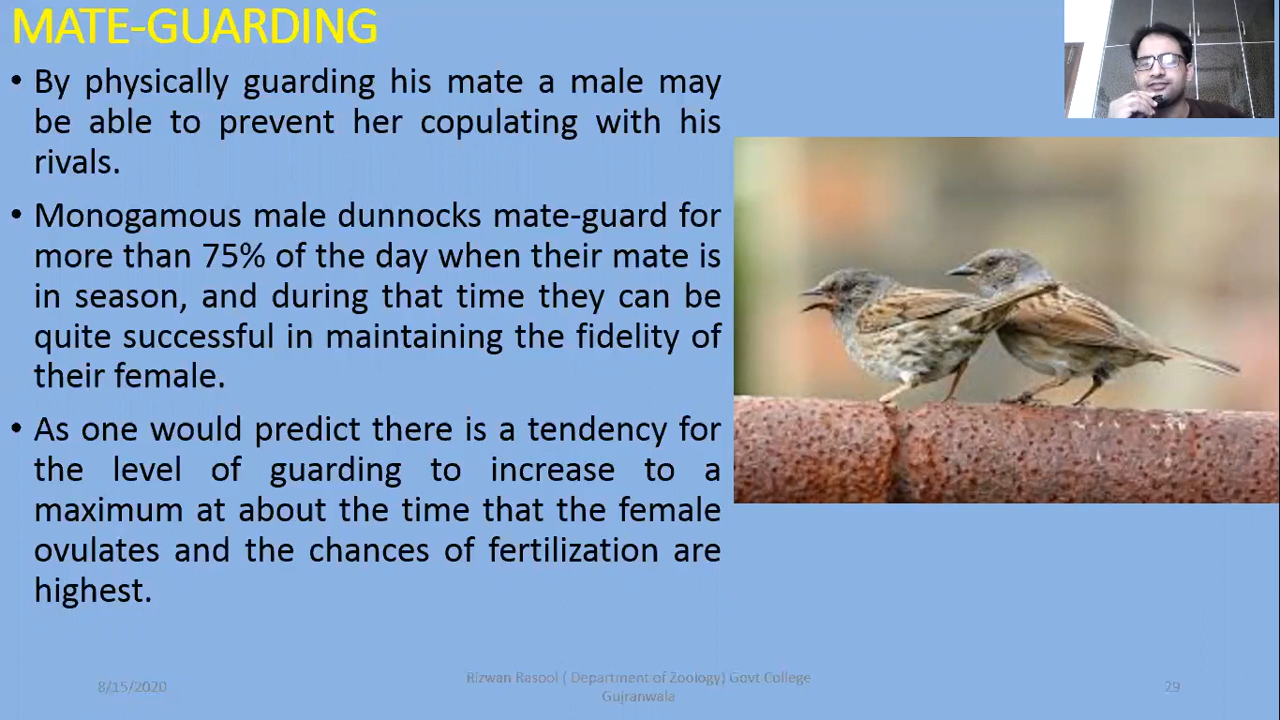 MATE-GUARDING
• By physically guarding his mate a male may
be able to prevent her copulating with his
rivals.
• Monogamous male dunnocks mate-guard for
more than 75% of the day when their mate is
in season, and during that time they can be
quite successful in maintaining the fidelity of
their female.
• As one would predict there is a tendency for
the level of guarding to increase to a
maximum at about the time that the female
ovulates and the chances of fertilization are
highest.
8/15/2020
Rizwan Rasool ( Department of Zoology) Govt College
Gujranwala
29